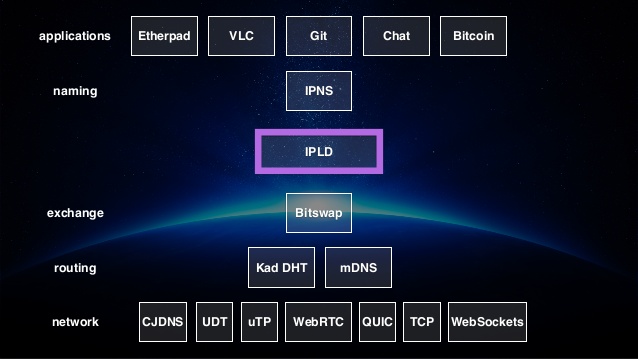 applications Etherpad VLC Git Chat Bitcoin
naming IPNS
IPLD
exchange Bitswap
routing Kad DHT mDNS
network CJDNS UDT uTP WebRTC QUIC TCP WebSockets